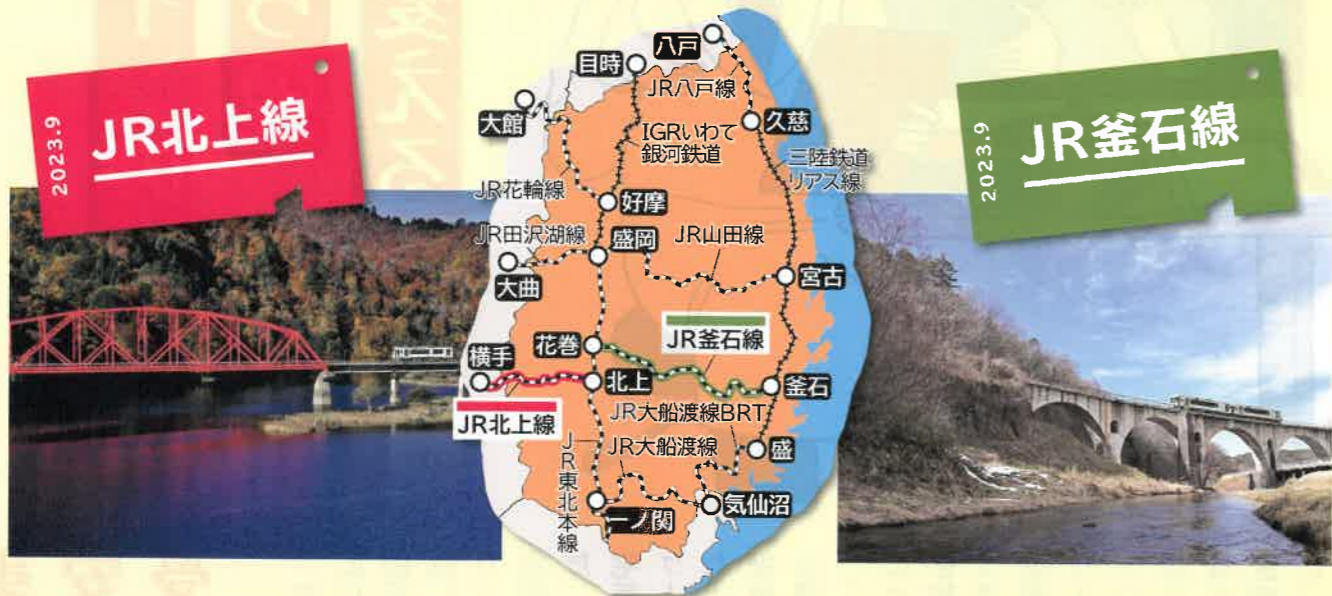 2023.9
JR北上線
八戸
目時
JR八戸線
大館
久慈
IGRいわて
銀河鉄道
三陸鉄道
リアス線
JR花輪線
好摩
JR田沢湖線
盛岡
JR山田線
大曲
宮古
花巻
JR釜石線
横手
北上
釜石
JR北上線
JR大船渡線BRT
JR大船渡線
盛
JR東北本線
一ノ関
気仙沼
2023.9
JR釜石線